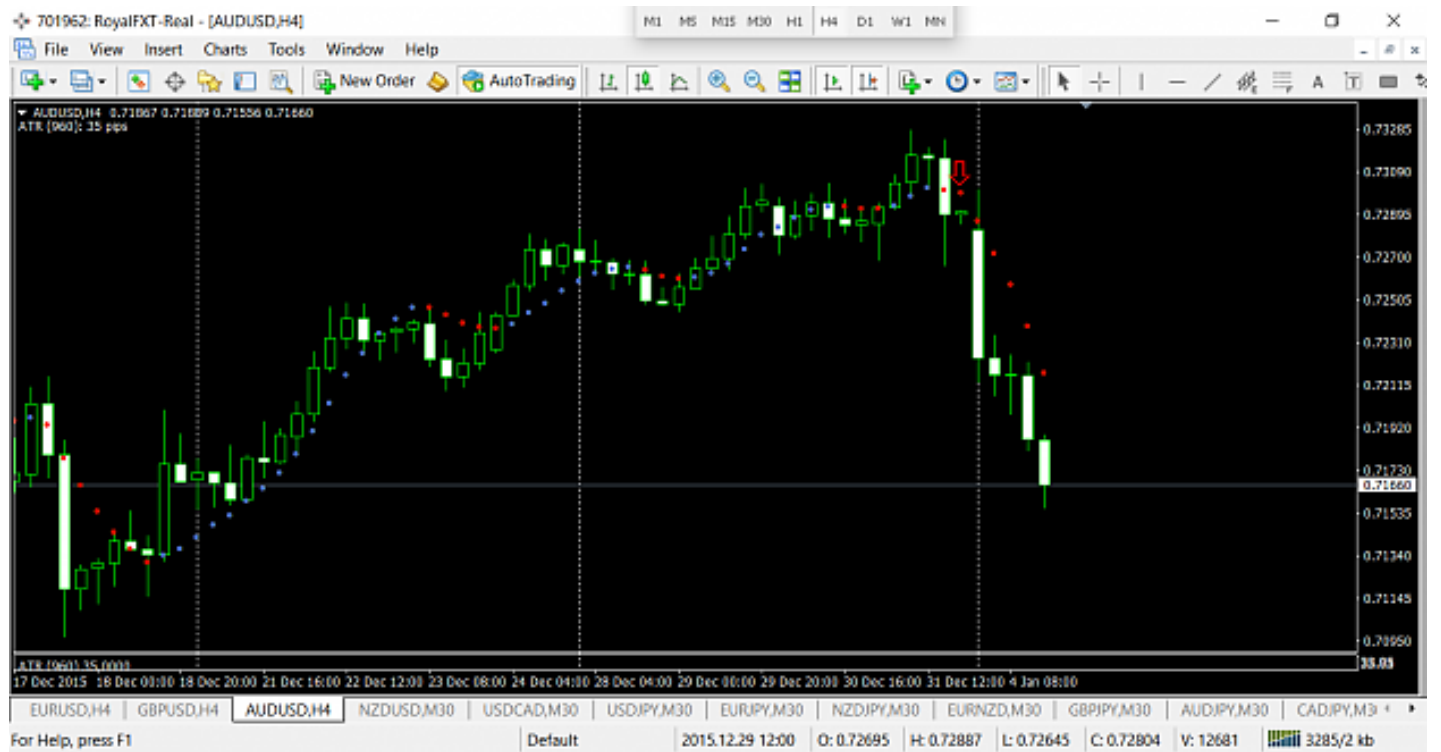 701962: RoyalFXT-Real - [AUDUSD,H4]
M1 M5 M15 M30 H1 H4 D1 W1 MN
File View Insert Charts Tools Window Help
New Order AutoTrading
AUDUSD,H4 0.71867 0.71889 0.71556 0.71660
ATR (960): 35 pips
0.73285
0.73090
0.72895
0.72700
0.72505
0.72310
0.72115
0.71920
0.71730
0.71660
0.71535
0.71340
0.71145
0.70950
ATR (960) 35.0000
33.03
17 Dec 2015 18 Dec 00:00 18 Dec 20:00 21 Dec 16:00 22 Dec 12:00 23 Dec 08:00 24 Dec 04:00 28 Dec 04:00 29 Dec 00:00 29 Dec 20:00 30 Dec 16:00 31 Dec 12:00 4 Jan 08:00
EURUSD,H4 GBPUSD,H4 AUDUSD,H4 NZDUSD,M30 USDCAD,M30 USDJPY,M30 EURJPY,M30 NZDJPY,M30 EURNZD,M30 GBPJPY,M30 AUDJPY,M30 CADJPY,M3
For Help, press F1 Default 2015.12.29 12:00 O: 0.72695 H: 0.72887 L: 0.72645 C: 0.72804 V: 12681 3285/2 kb